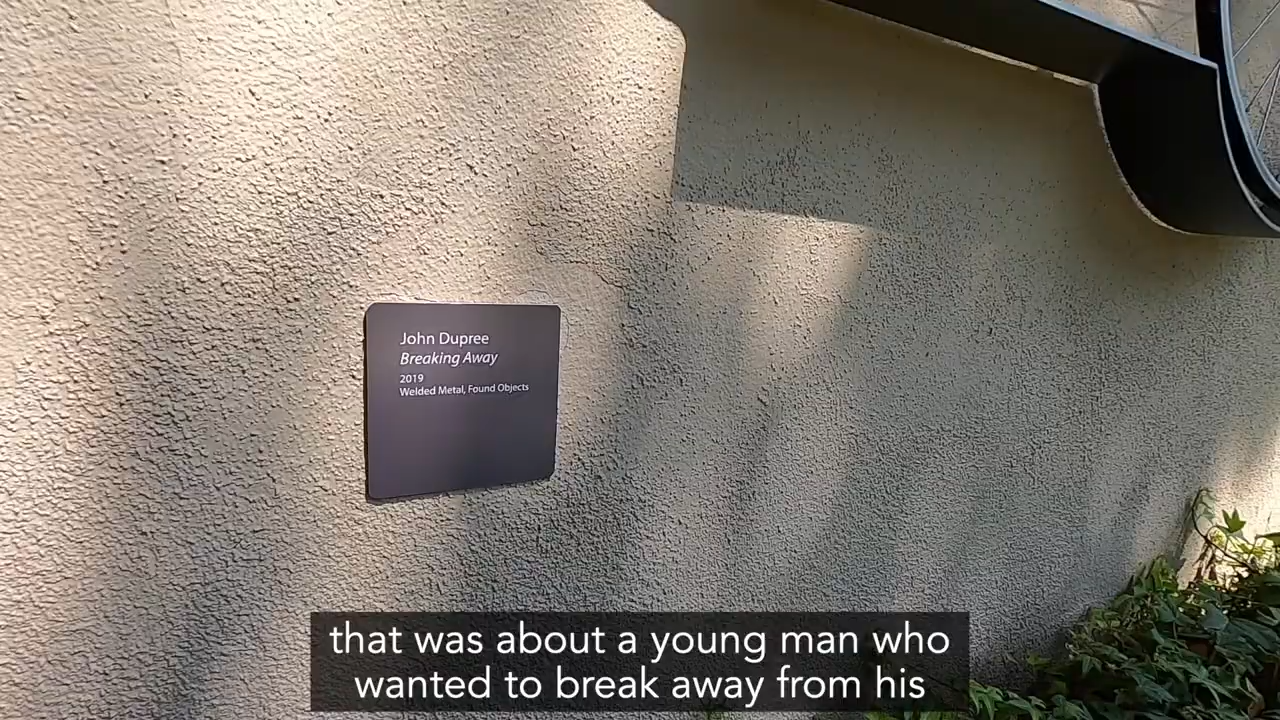 John Dupree
Breaking Away
2019
Welded Metal, Found Objects
that was about a young man who
wanted to break away from his